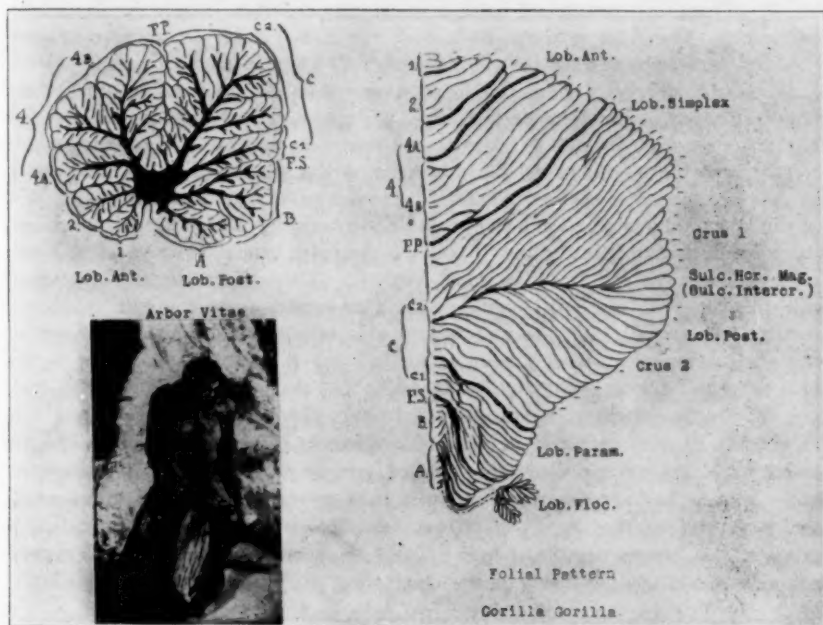 F.P.
C2
4B
C
4
C1
F.S.
4A
B.
2.
1.
A
Lob.Ant.
Lob.Post.
Arbor Vitae
1
Lob.Ant.
2
Lob.Simplex
4A
4
4B
F.P.
Crus 1
Sulc.Hor.Mag.
(Sulc.Intercr.)
C2
C
Lob.Post.
Crus 2
C1
F.S.
B.
Lob.Param.
A
Lob.Floc.
Folial Pattern
Gorilla Gorilla